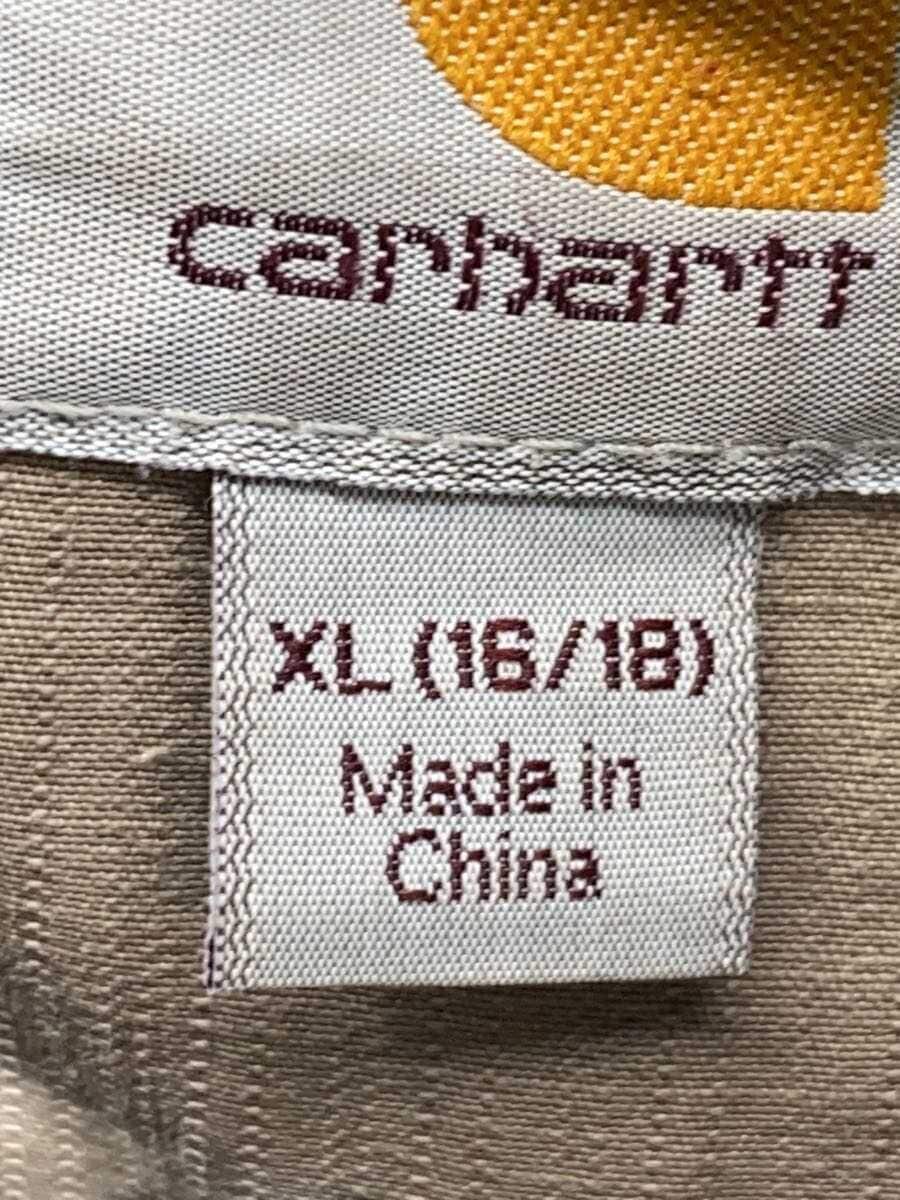 carhartt
XL (16/18)
Made in
China